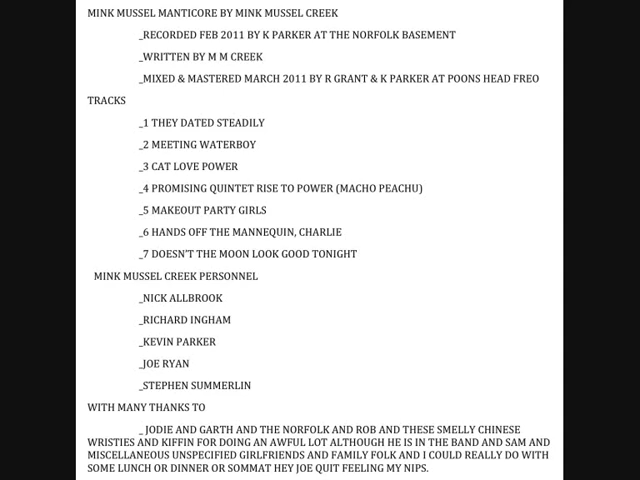 MINK MUSSEL MANTICORE BY MINK MUSSEL CREEK
_RECORDED FEB 2011 BY K PARKER AT THE NORFOLK BASEMENT
_WRITTEN BY M M CREEK
_MIXED & MASTERED MARCH 2011 BY R GRANT & K PARKER AT POONS HEAD FREO
TRACKS
_1 THEY DATED STEADILY
_2 MEETING WATERBOY
_3 CAT LOVE POWER
_4 PROMISING QUINTET RISE TO POWER (MACHO PEACHU)
_5 MAKEOUT PARTY GIRLS
_6 HANDS OFF THE MANNEQUIN, CHARLIE
_7 DOESN'T THE MOON LOOK GOOD TONIGHT
MINK MUSSEL CREEK PERSONNEL
_NICK ALLBROOK
_RICHARD INGHAM
_KEVIN PARKER
_JOE RYAN
_STEPHEN SUMMERLIN
WITH MANY THANKS TO
_ JODIE AND GARTH AND THE NORFOLK AND ROB AND THESE SMELLY CHINESE
WRISTIES AND KIFFIN FOR DOING AN AWFUL LOT ALTHOUGH HE IS IN THE BAND AND SAM AND
MISCELLANEOUS UNSPECIFIED GIRLFRIENDS AND FAMILY FOLK AND I COULD REALLY DO WITH
SOME LUNCH OR DINNER OR SOMMAT HEY JOE QUIT FEELING MY NIPS.